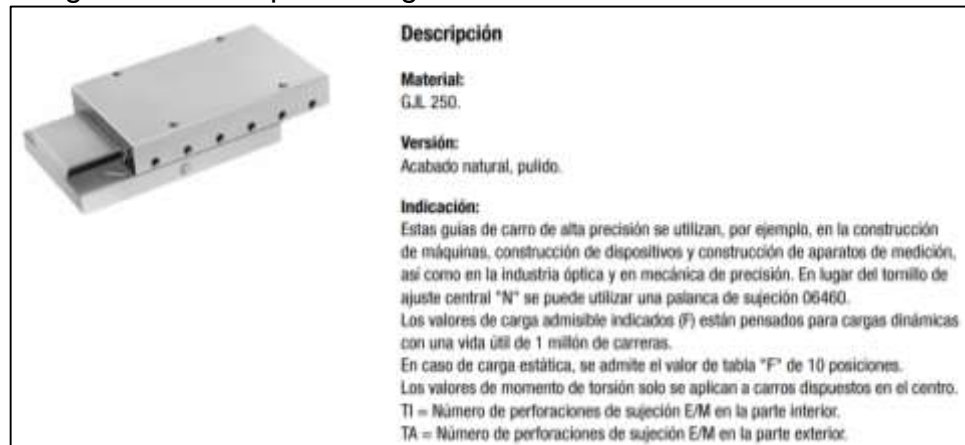 Descripción
Material:
GJL 250.
Versión:
Acabado natural, pulido.
Indicación:
Estas guías de carro de alta precisión se utilizan, por ejemplo, en la construcción
de máquinas, construcción de dispositivos y construcción de aparatos de medición,
así como en la industria óptica y en mecánica de precisión. En lugar del tornillo de
ajuste central "N" se puede utilizar una palanca de sujeción 06460.
Los valores de carga admisible indicados (F) están pensados para cargas dinámicas
con una vida útil de 1 millón de carreras.
En caso de carga estática, se admite el valor de tabla "F" de 10 posiciones.
Los valores de momento de torsión solo se aplican a carros dispuestos en el centro.
TI = Número de perforaciones de sujeción E/M en la parte interior.
TA = Número de perforaciones de sujeción E/M en la parte exterior.